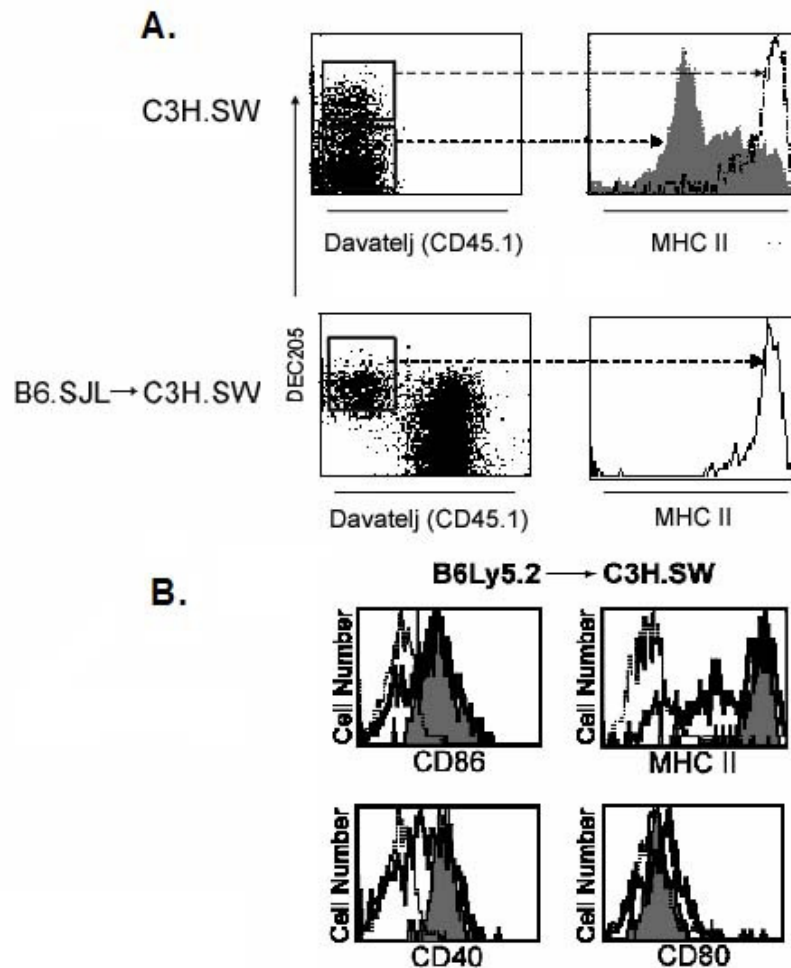 A.
C3H.SW
Davatelj (CD45.1)
MHC II
DEC205
B6.SJL→C3H.SW
Davatelj (CD45.1)
MHC II
B.
B6Ly5.2 → C3H.SW
Cell Number
CD86
Cell Number
MHC II
Cell Number
CD40
Cell Number
CD80